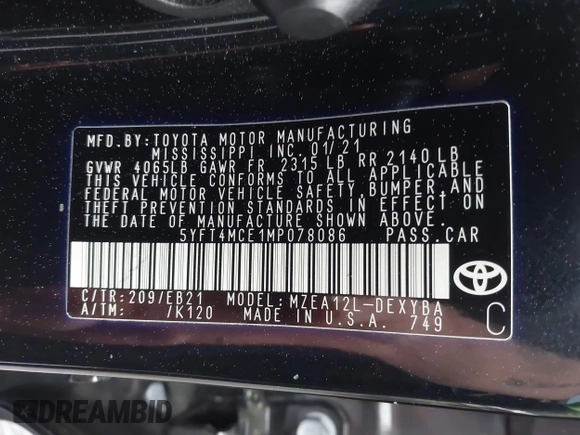 MFD.BY:TOYOTA MOTOR MANUFACTURING
MISSISSIPPI INC.01/21
GVWR 4065LB GAWR FR 2315 LB RR 2140 LB
THIS VEHICLE CONFORMS TO ALL APPLICABLE
FEDERAL MOTOR VEHICLE SAFETY, BUMPER,AND
THEFT PREVENTION STANDARDS IN EFFECT ON
THE DATE OF MANUFACTURE SHOWN ABOVE.
5YFT4MCE1MP078086 PASS.CAR
C/TR:209/EB21 MODEL:MZEA12L-DEXYBA
A/TM: /K120 MADE IN U.S.A. 749
C
DREAMBID